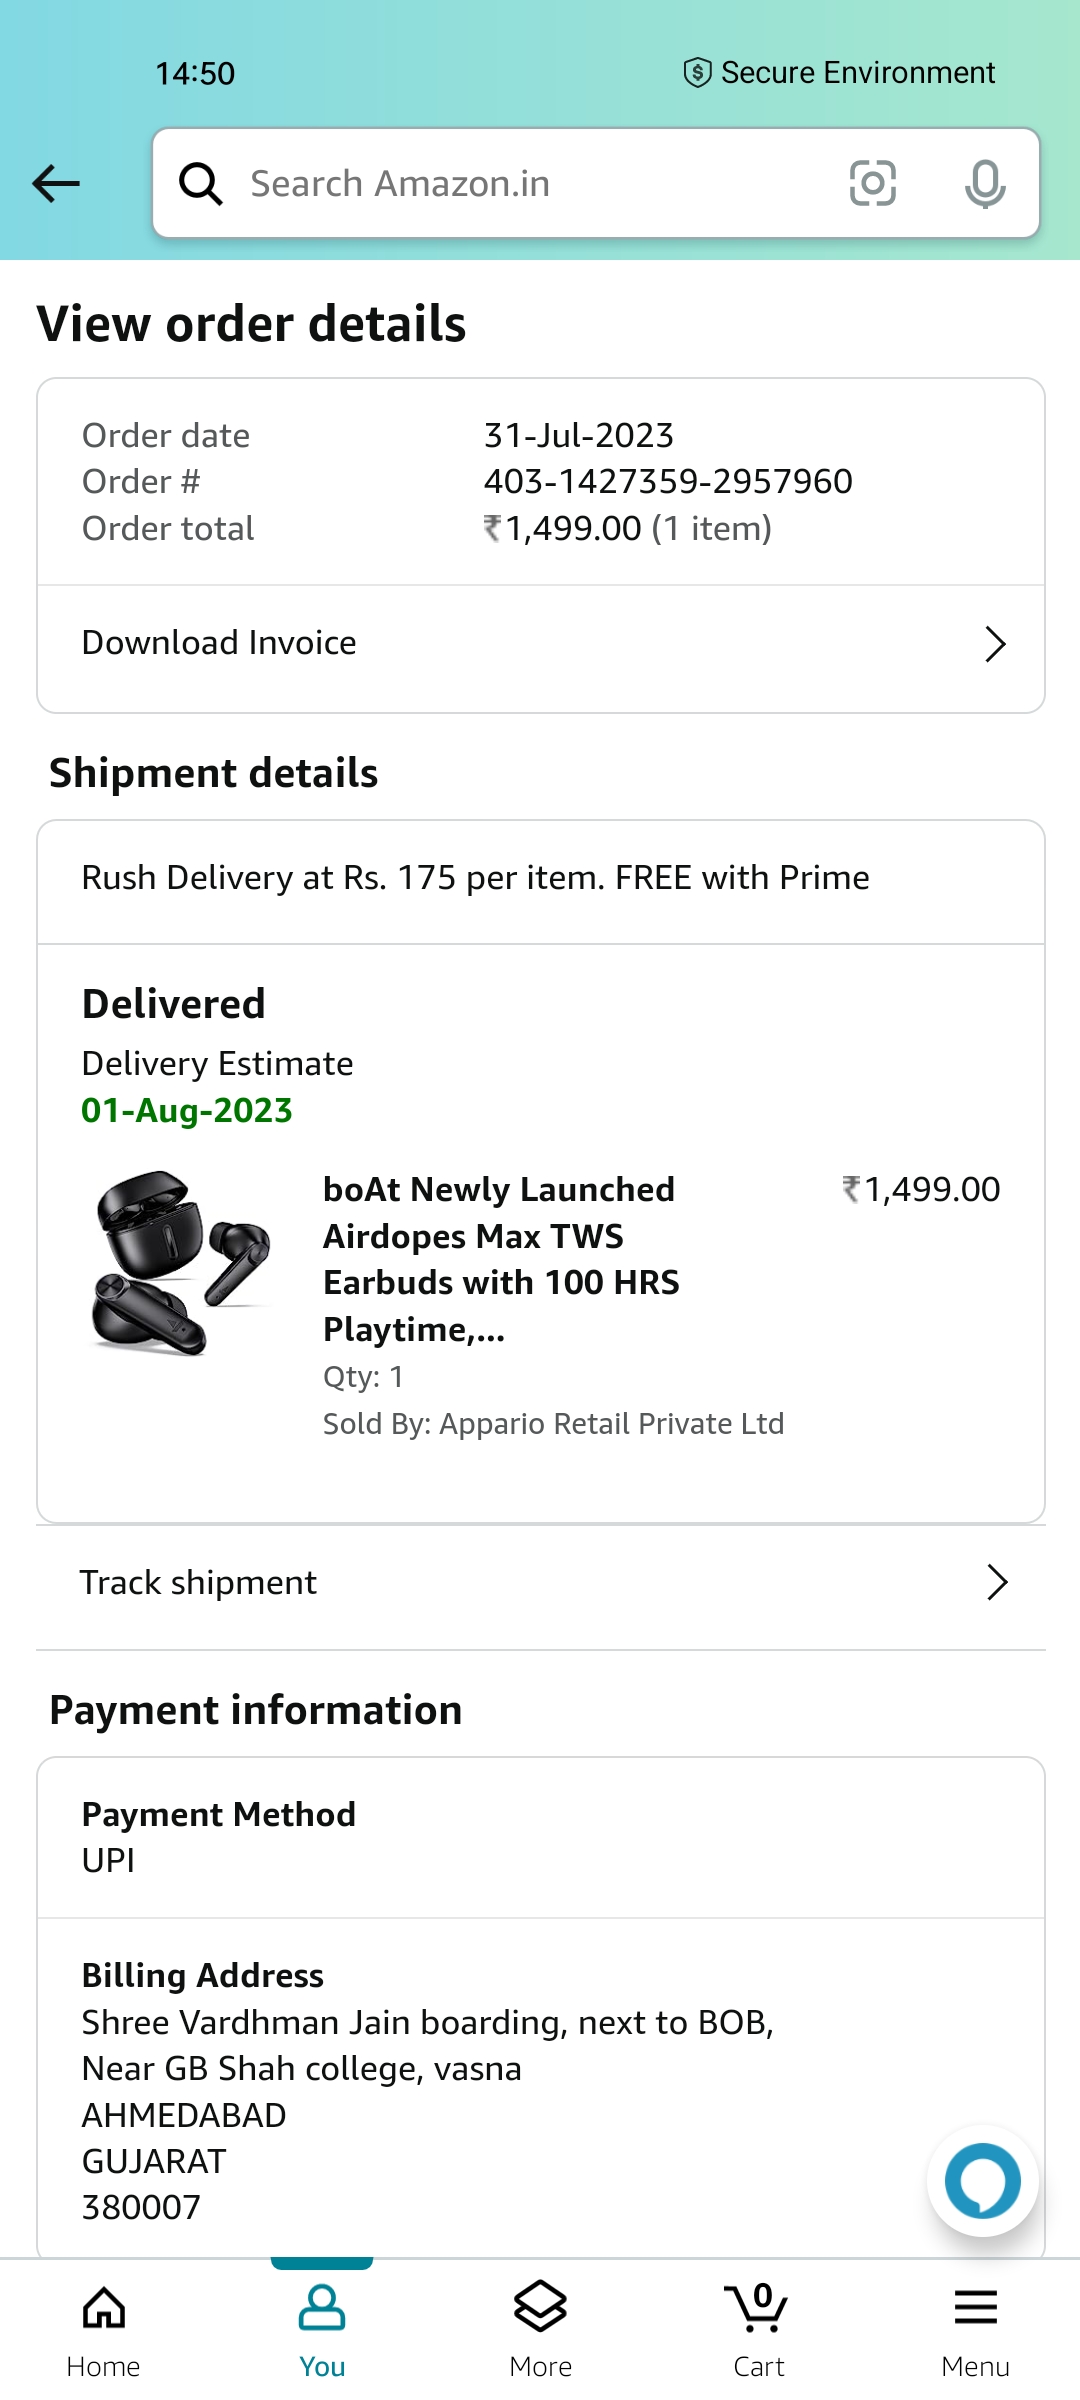 14:50
Secure Environment
Search Amazon.in
View order details
Order date 31-Jul-2023
Order # 403-1427359-2957960
Order total ₹1,499.00 (1 item)
Download Invoice
Shipment details
Rush Delivery at Rs. 175 per item. FREE with Prime
Delivered
Delivery Estimate
01-Aug-2023
boAt Newly Launched ₹1,499.00
Airdopes Max TWS
Earbuds with 100 HRS
Playtime,...
Qty: 1
Sold By: Appario Retail Private Ltd
Track shipment
Payment information
Payment Method
UPI
Billing Address
Shree Vardhman Jain boarding, next to BOB,
Near GB Shah college, vasna
AHMEDABAD
GUJARAT
380007
0
Home You More Cart Menu